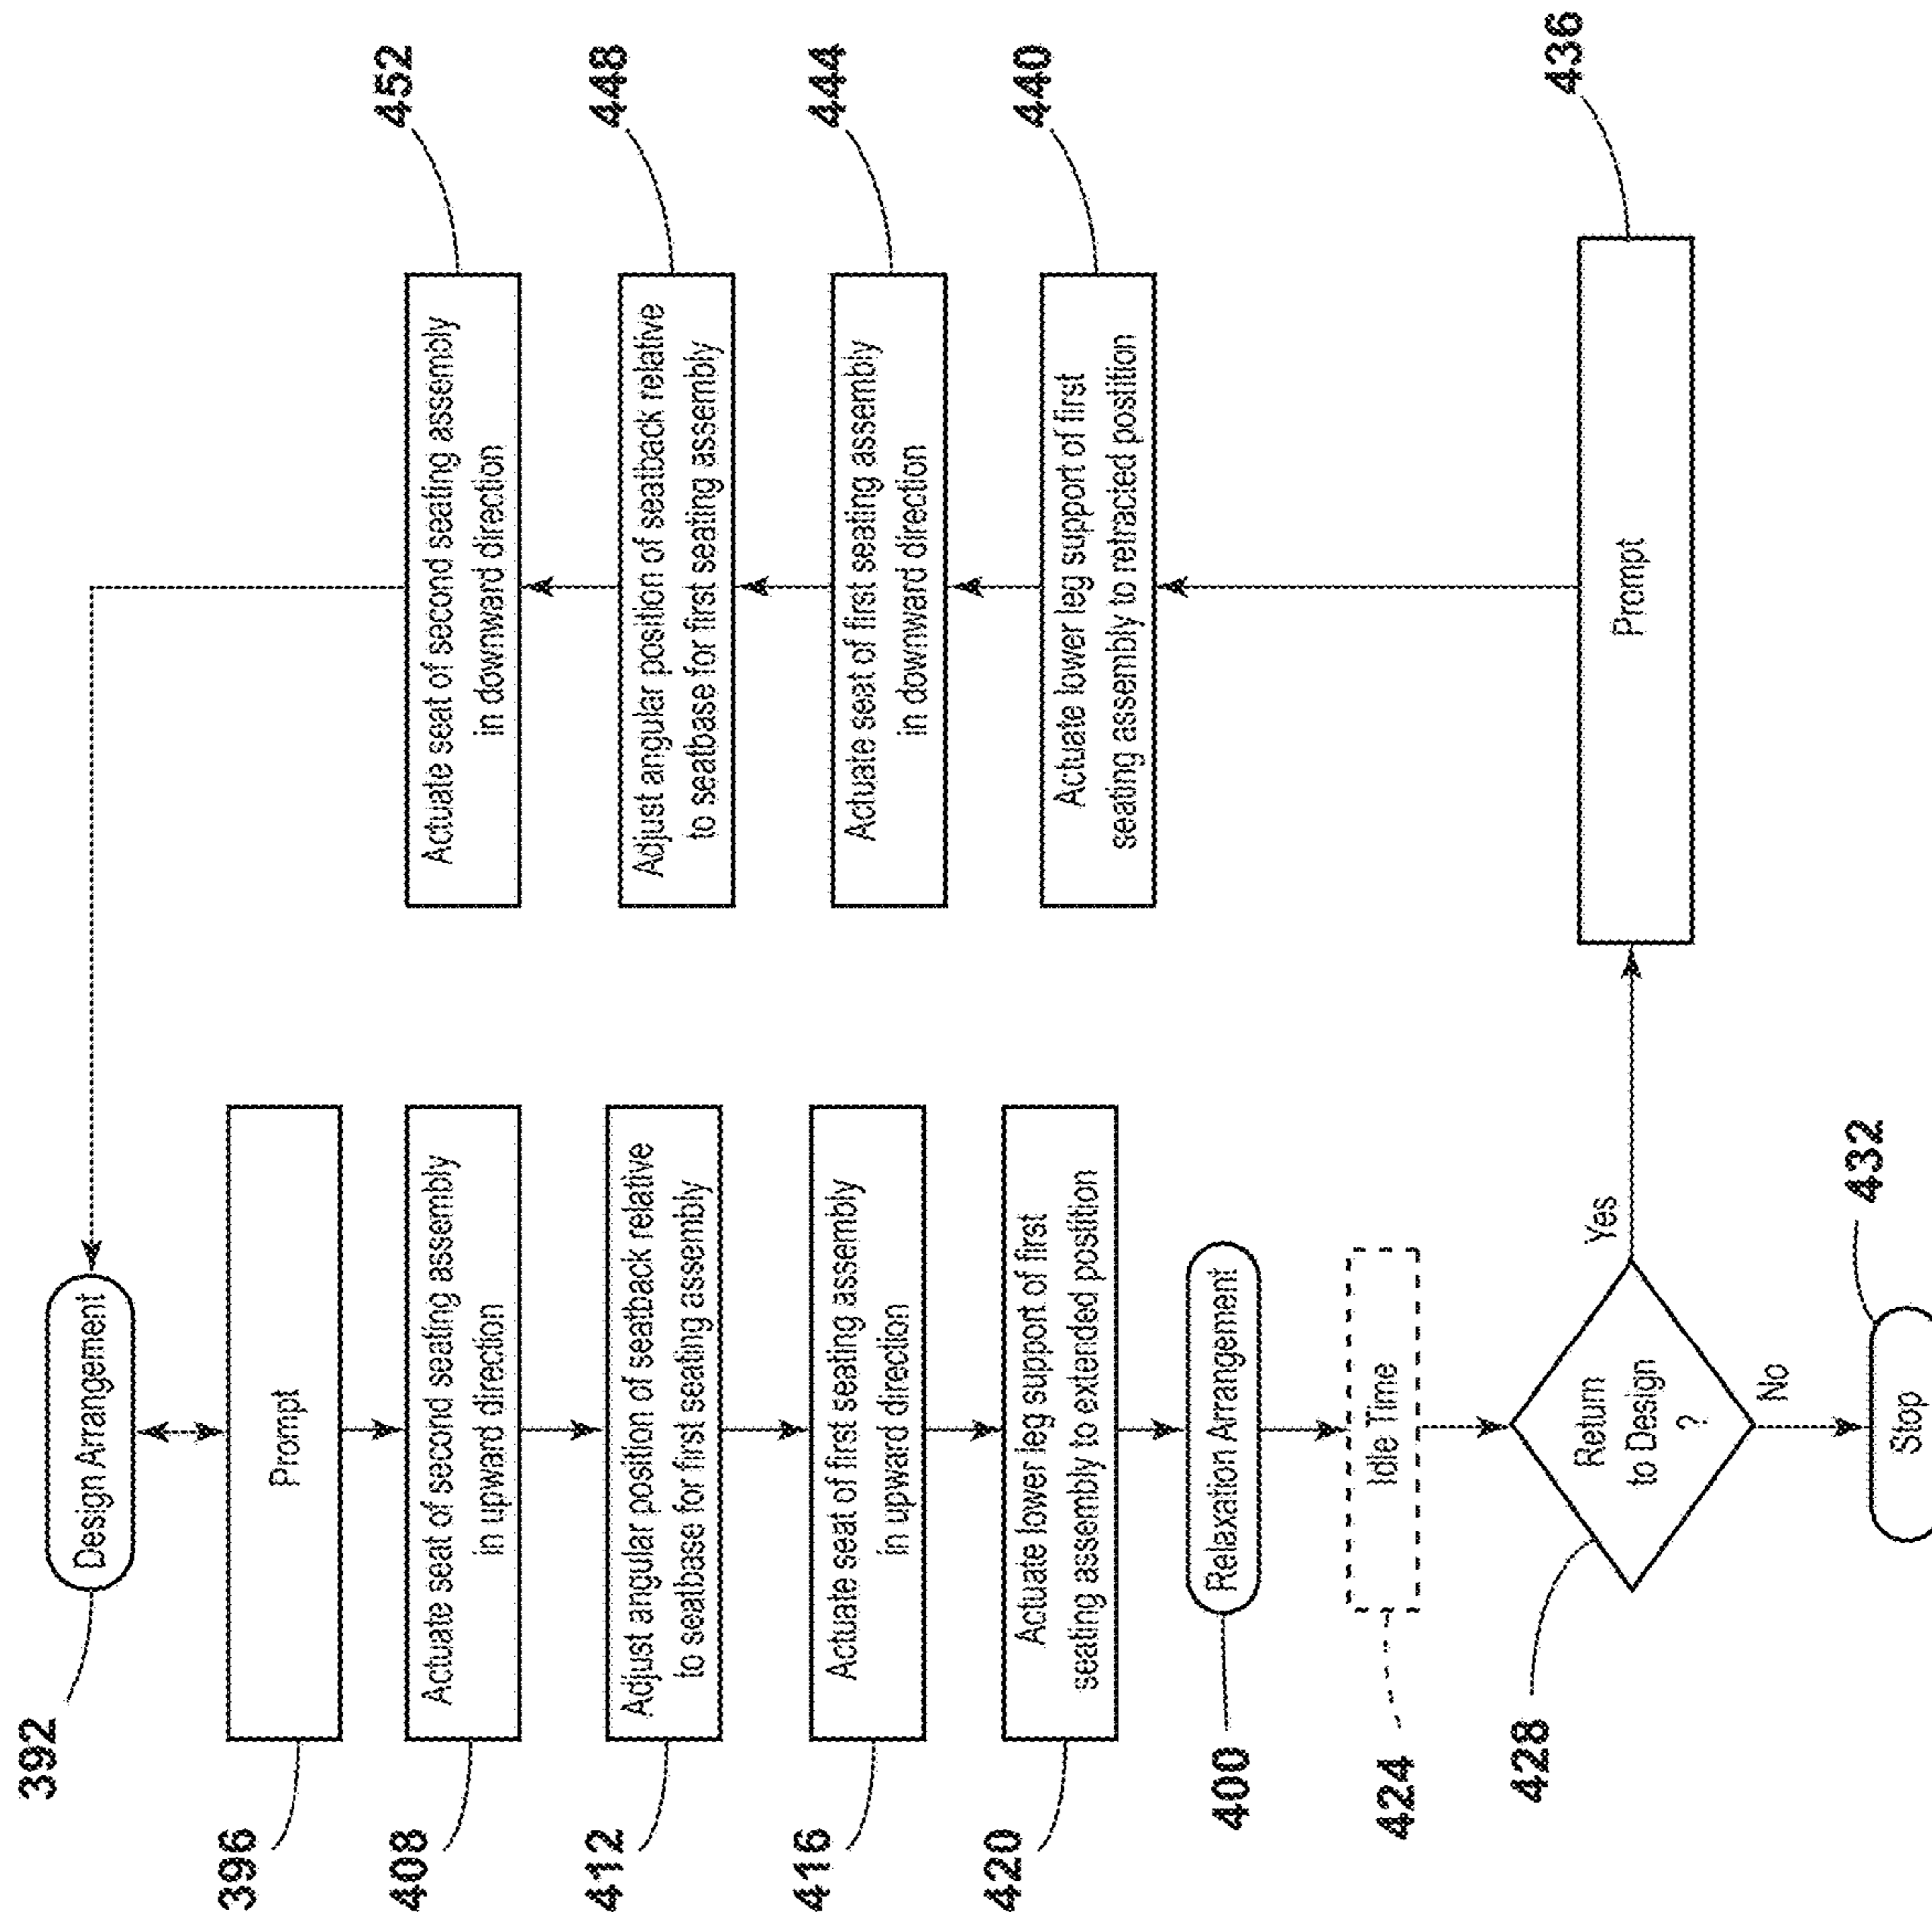 392
Design Arrangement
396
Prompt
408
Actuate seat of second seating assembly
in upward direction
412
Adjust angular position of seatback relative
to seatbase for first seating assembly
416
Actuate seat of first seating assembly
in upward direction
420
Actuate lower leg support of first
seating assembly to extended postition
400
Relaxation Arrangement
424
Idle Time
428
Return
to Design
?
Yes
No
432
Stop
436
Prompt
440
Actuate lower leg support of first
seating assembly to retracted postition
444
Actuate seat of first seating assembly
in downward direction
448
Adjust angular position of seatback relative
to seatbase for first seating assembly
452
Actuate seat of second seating assembly
in downward direction